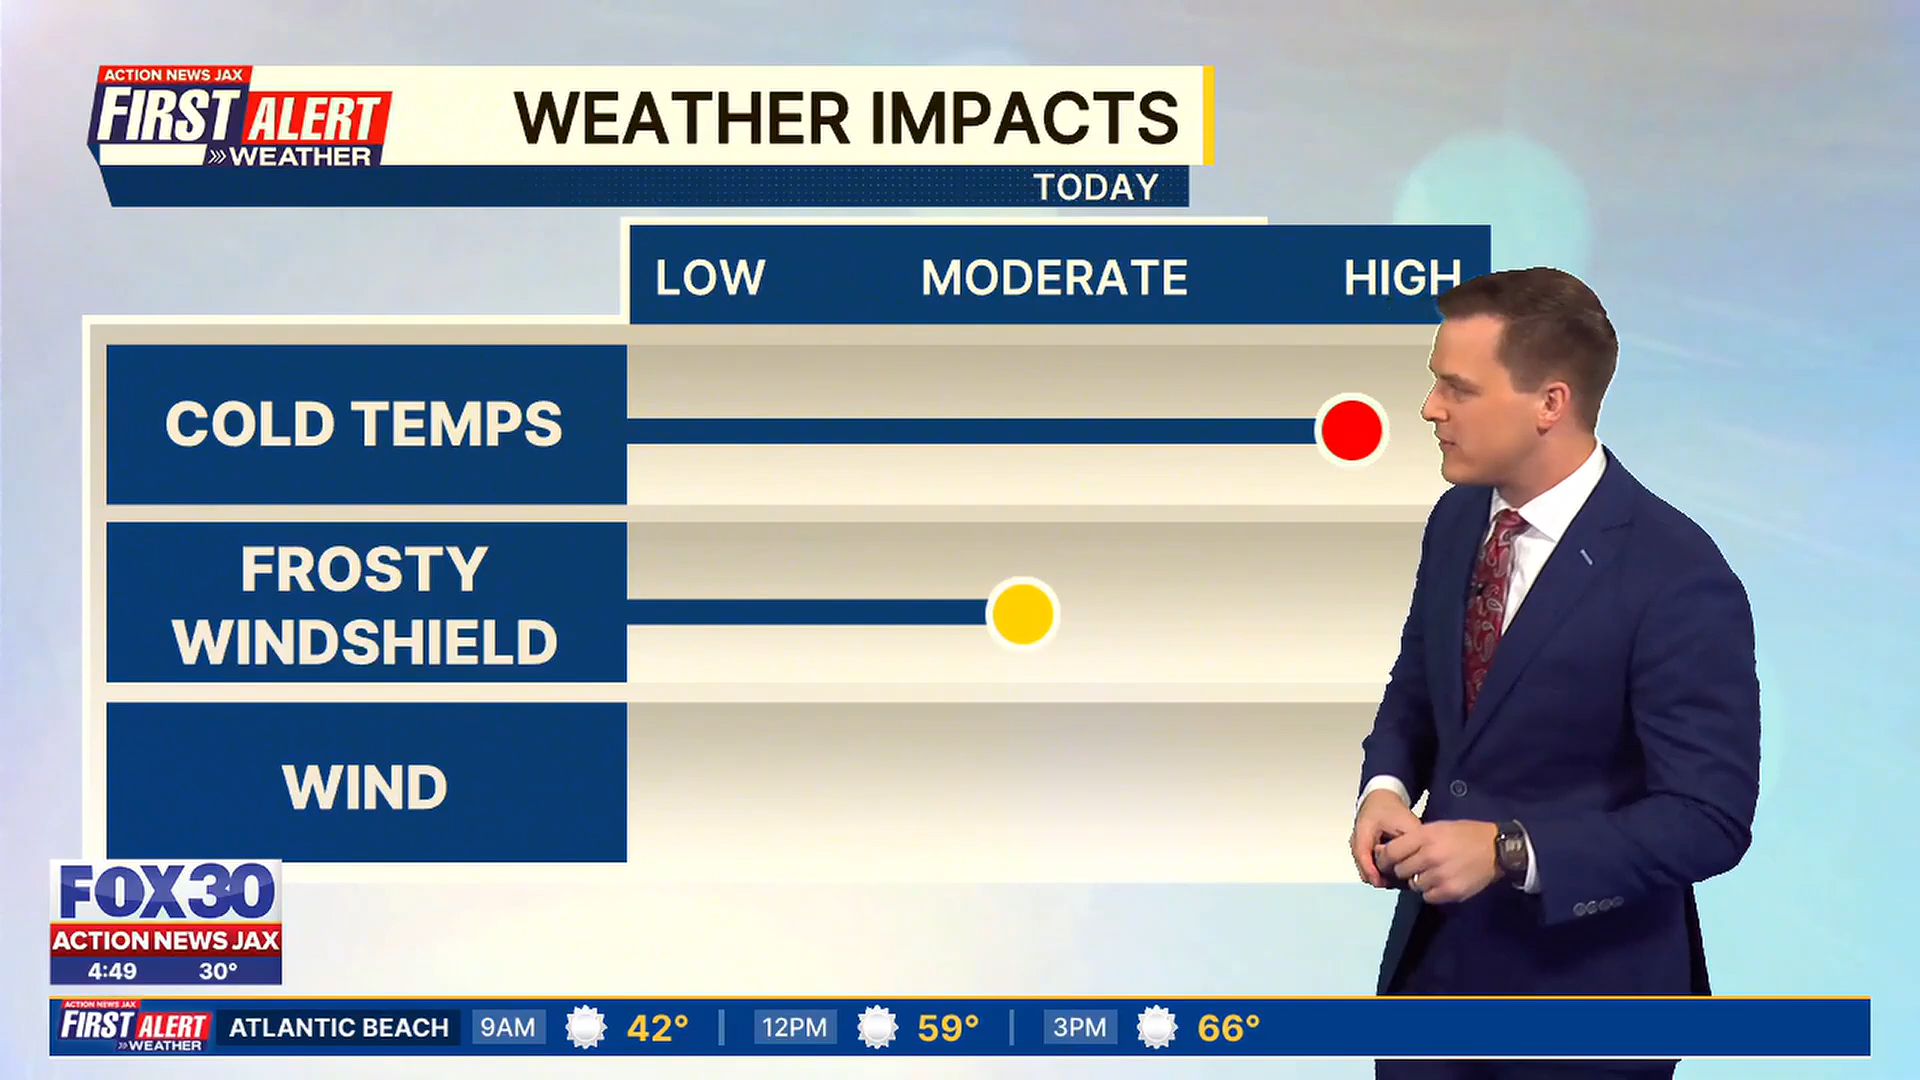 ACTION NEWS JAX
FIRST ALERT
WEATHER
WEATHER IMPACTS
TODAY
LOW MODERATE HIGH
COLD TEMPS
FROSTY
WINDSHIELD
WIND
FOX30
ACTION NEWS JAX
4:49 30°
ACTION NEWS JAX
FIRST ALERT
WEATHER
ATLANTIC BEACH 9AM 42° 12PM 59° 3PM 66°